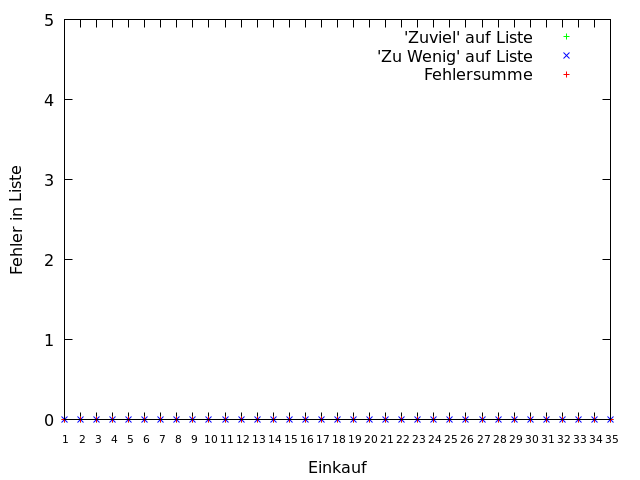 5
'Zuviel' auf Liste
'Zu Wenig' auf Liste
Fehlersumme
4
3
Fehler in Liste
2
1
0
1 2 3 4 5 6 7 8 9 10 11 12 13 14 15 16 17 18 19 20 21 22 23 24 25 26 27 28 29 30 31 32 33 34 35
Einkauf